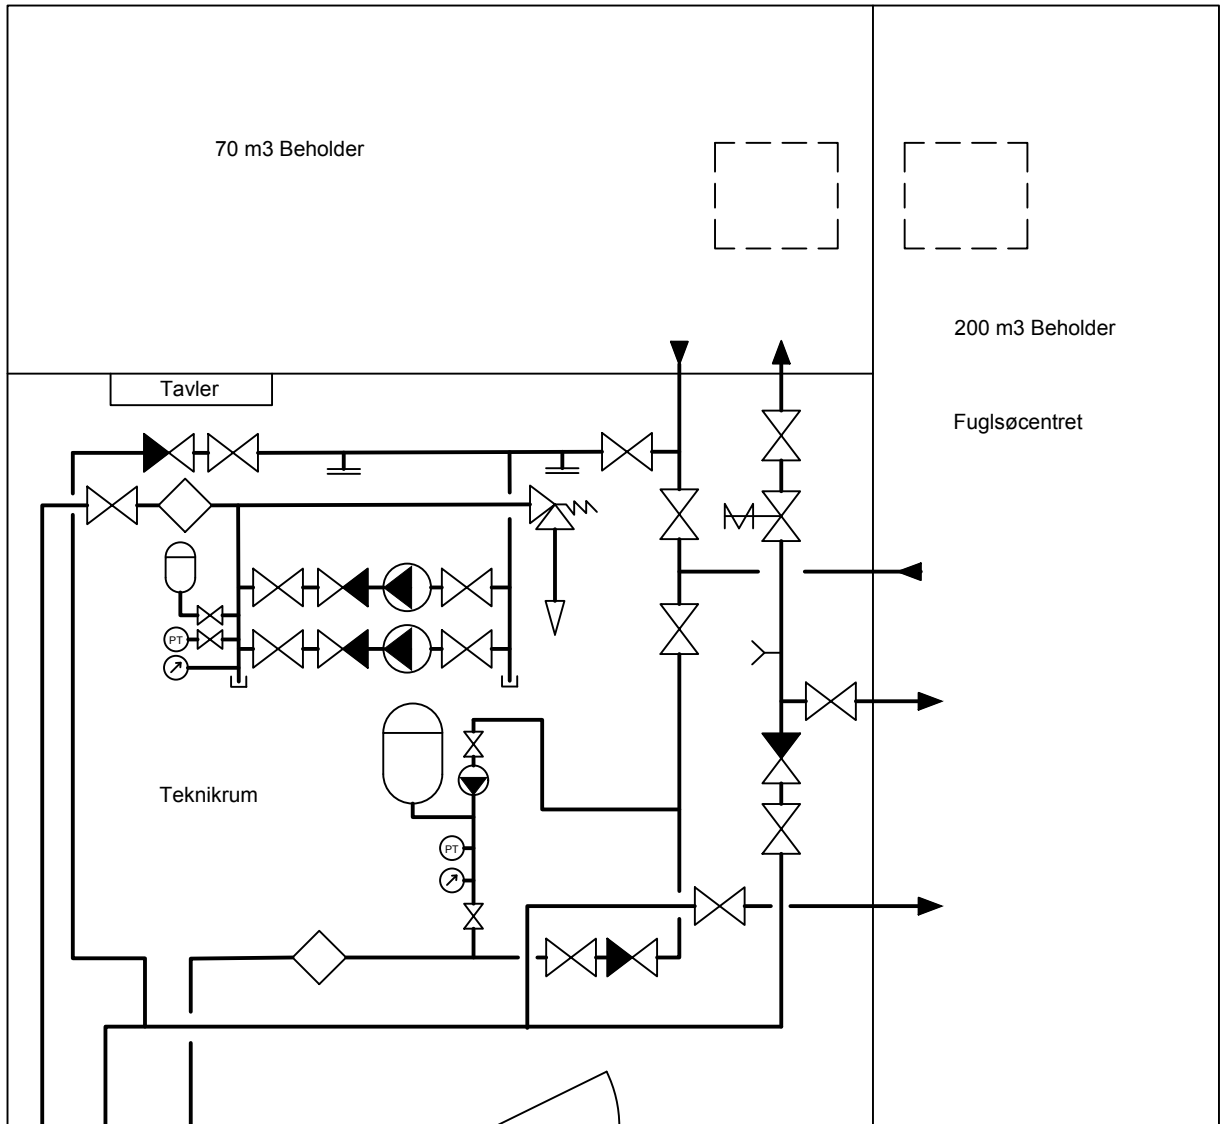 70 m3 Beholder
200 m3 Beholder
Tavler
Fuglsøcentret
PT
Teknikrum
PT